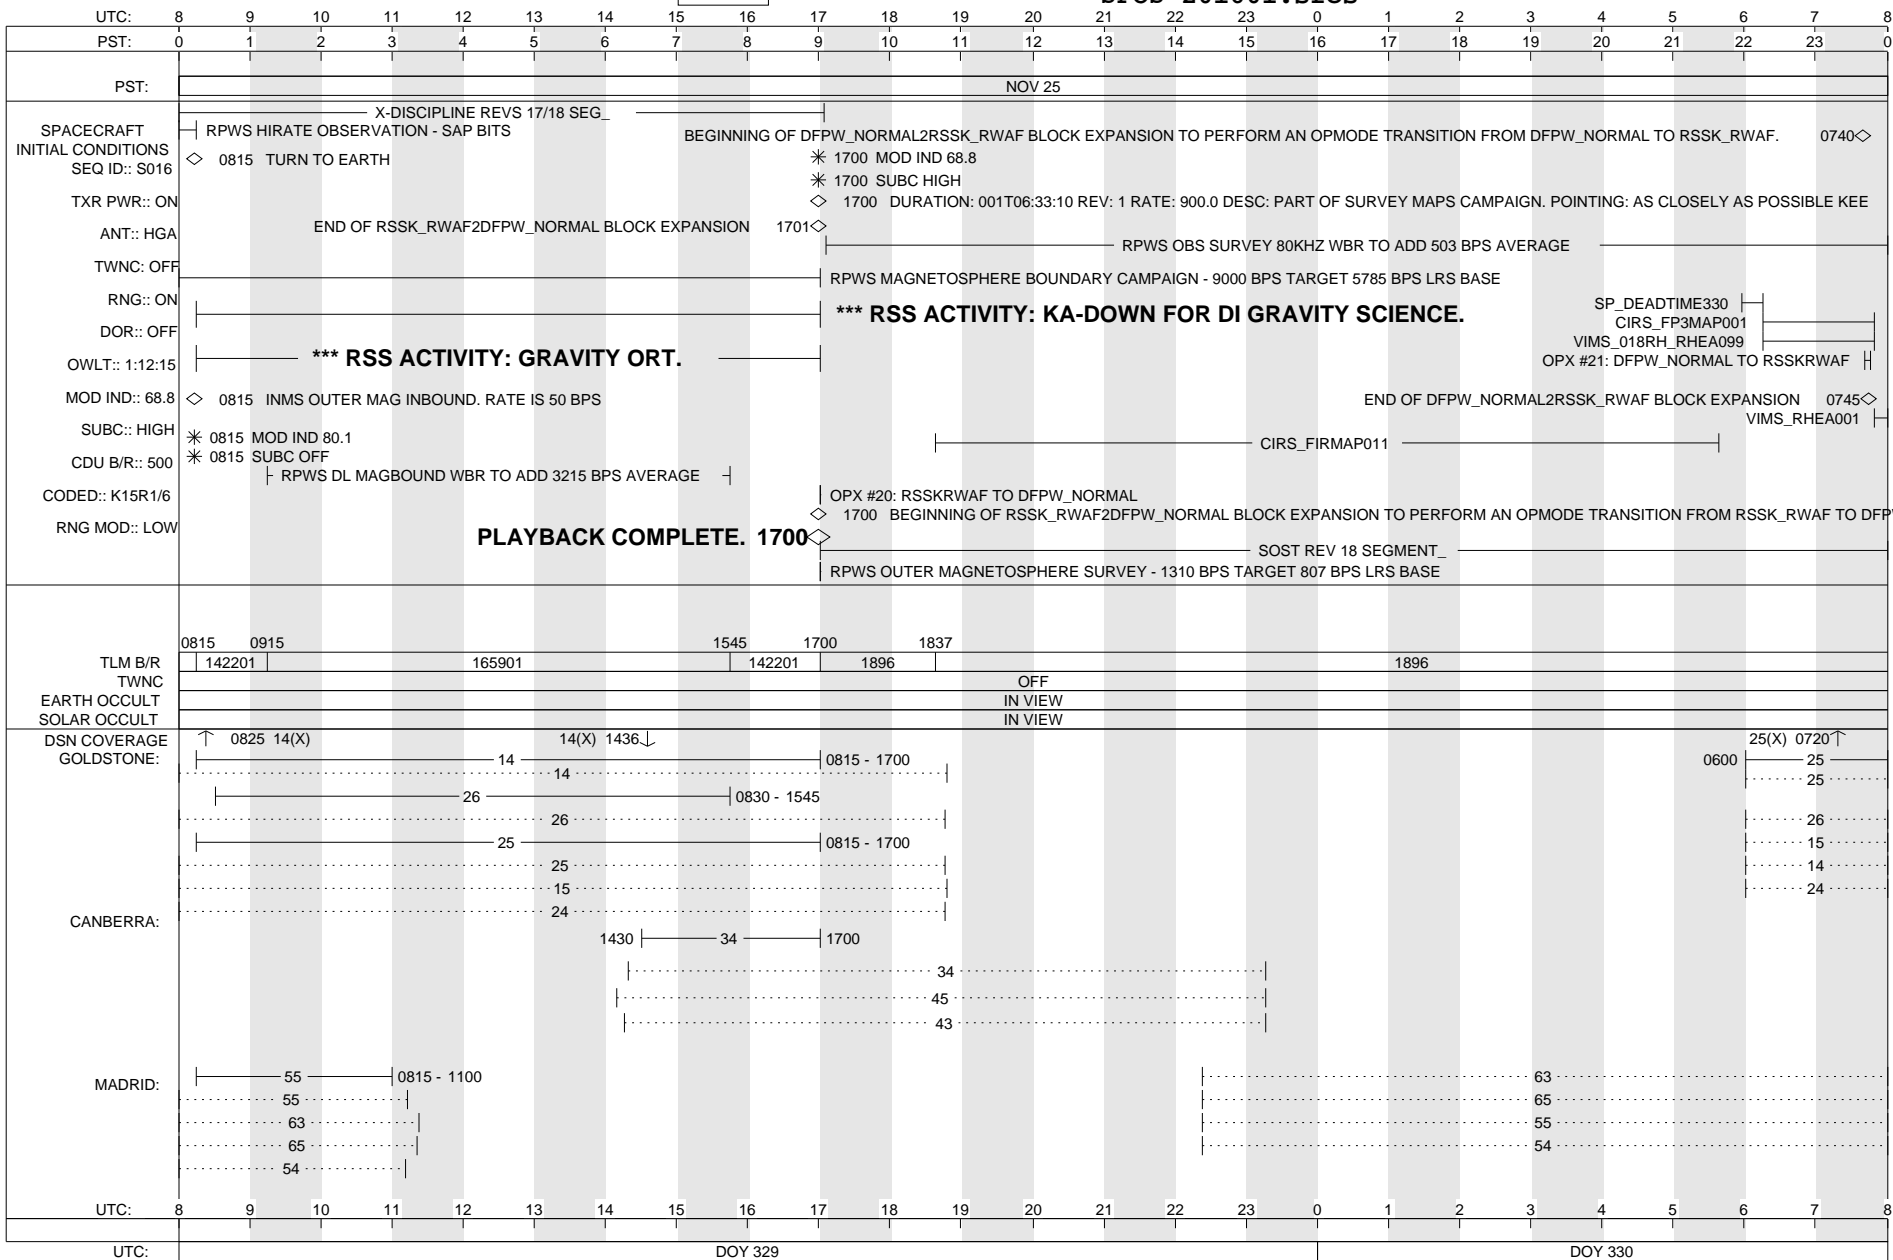 UTC: 8 9 10 11 12 13 14 15 16 17 18 19 20 21 22 23 0 1 2 3 4 5 6 7 8
PST: 0 1 2 3 4 5 6 7 8 9 10 11 12 13 14 15 16 17 18 19 20 21 22 23 0
PST: NOV 25
X-DISCIPLINE REVS 17/18 SEG_
SPACECRAFT
INITIAL CONDITIONS
SEQ ID:: S016
TXR PWR:: ON
ANT:: HGA
TWNC: OFF
RNG:: ON
DOR:: OFF
OWLT:: 1:12:15
MOD IND:: 68.8
SUBC:: HIGH
CDU B/R:: 500
CODED:: K15R1/6
RNG MOD:: LOW
RPWS HIRATE OBSERVATION - SAP BITS
BEGINNING OF DFPW_NORMAL2RSSK_RWAF BLOCK EXPANSION TO PERFORM AN OPMODE TRANSITION FROM DFPW_NORMAL TO RSSK_RWAF. 0740
0815 TURN TO EARTH
1700 MOD IND 68.8
1700 SUBC HIGH
1700 DURATION: 001T06:33:10 REV: 1 RATE: 900.0 DESC: PART OF SURVEY MAPS CAMPAIGN. POINTING: AS CLOSELY AS POSSIBLE KEE
END OF RSSK_RWAF2DFPW_NORMAL BLOCK EXPANSION 1701
RPWS OBS SURVEY 80KHZ WBR TO ADD 503 BPS AVERAGE
RPWS MAGNETOSPHERE BOUNDARY CAMPAIGN - 9000 BPS TARGET 5785 BPS LRS BASE
SP_DEADTIME330
*** RSS ACTIVITY: KA-DOWN FOR DI GRAVITY SCIENCE.
CIRS_FP3MAP001
VIMS_018RH_RHEA099
*** RSS ACTIVITY: GRAVITY ORT.
OPX #21: DFPW_NORMAL TO RSSKRWAF
0815 INMS OUTER MAG INBOUND. RATE IS 50 BPS
END OF DFPW_NORMAL2RSSK_RWAF BLOCK EXPANSION 0745
VIMS_RHEA001
0815 MOD IND 80.1
CIRS_FIRMAP011
0815 SUBC OFF
RPWS DL MAGBOUND WBR TO ADD 3215 BPS AVERAGE
OPX #20: RSSKRWAF TO DFPW_NORMAL
1700 BEGINNING OF RSSK_RWAF2DFPW_NORMAL BLOCK EXPANSION TO PERFORM AN OPMODE TRANSITION FROM RSSK_RWAF TO DFP
PLAYBACK COMPLETE. 1700
SOST REV 18 SEGMENT_
RPWS OUTER MAGNETOSPHERE SURVEY - 1310 BPS TARGET 807 BPS LRS BASE
0815 0915 1545 1700 1837
TLM B/R 142201 165901 142201 1896 1896
TWNC OFF
EARTH OCCULT IN VIEW
SOLAR OCCULT IN VIEW
DSN COVERAGE 0825 14(X) 14(X) 1436 25(X) 0720
GOLDSTONE: 14 0815 - 1700 0600 25
14 25
26 0830 - 1545
26 26
25 0815 - 1700 15
25 14
15 24
24
CANBERRA:
1430 34 1700
34
45
43
MADRID: 55 0815 - 1100 63
55 65
63 55
65 54
54
UTC: 8 9 10 11 12 13 14 15 16 17 18 19 20 21 22 23 0 1 2 3 4 5 6 7 8
UTC: DOY 329 DOY 330